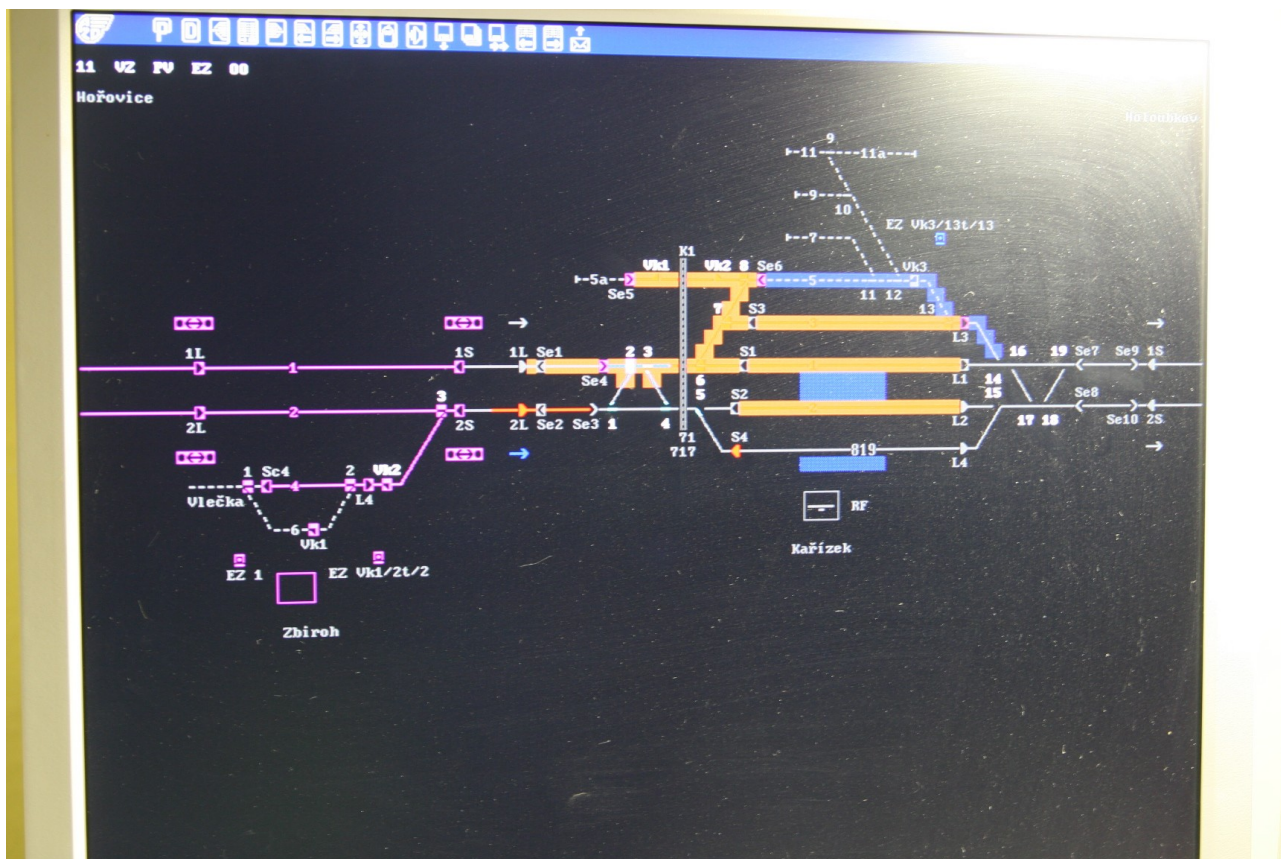 11 VZ PV EZ 00
Hořovice
Holoubkav
9
11 11a
9
10
EZ Vk3/13t/13
7
K1
Vk1 Vk2 8 Se6 Vk3
5a 5
Se5 11 12 13
7 S3
L3
1L 1S 1L Se1 2 3 S1 16 19 Se7 Se9 1S
1
Se4 6 L1 14
3 5 S2 15 Se8
2
2L 2S 2L Se2 Se3 1 4 L2 17 18 Se10 2S
71 S4 819
717 L4
1 Sc4 2 Vk2
4
Vlečka L4
RF
6
Vk1
Kařízek
EZ 1 EZ Vk1/2t/2
Zbiroh